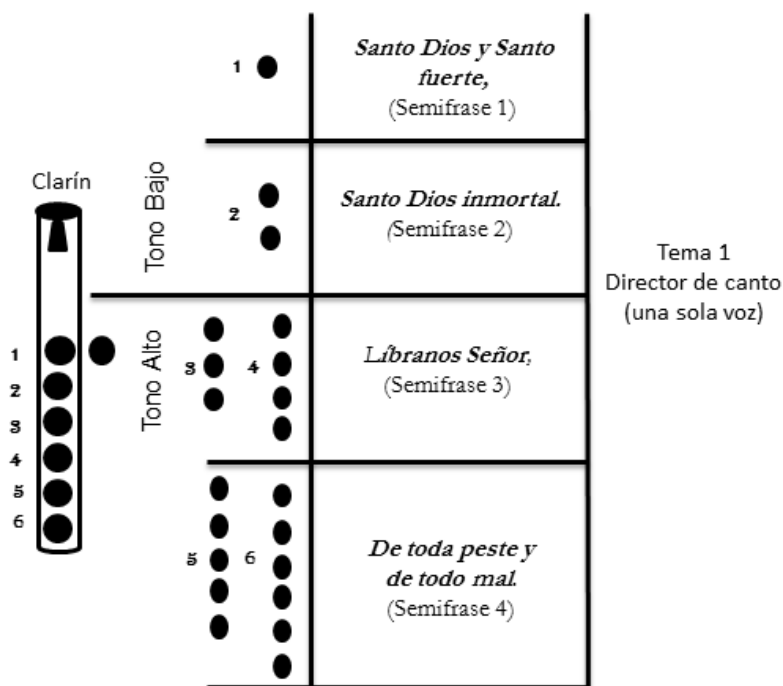 1
Santo Dios y Santo
fuerte,
(Semifrase 1)
Clarín
Tono Bajo
2
Santo Dios inmortal.
(Semifrase 2)
Tema 1
Director de canto
(una sola voz)
1
2
3
4
5
6
Tono Alto
3
4
Líbranos Señor,
(Semifrase 3)
5
6
De toda peste y
de todo mal.
(Semifrase 4)